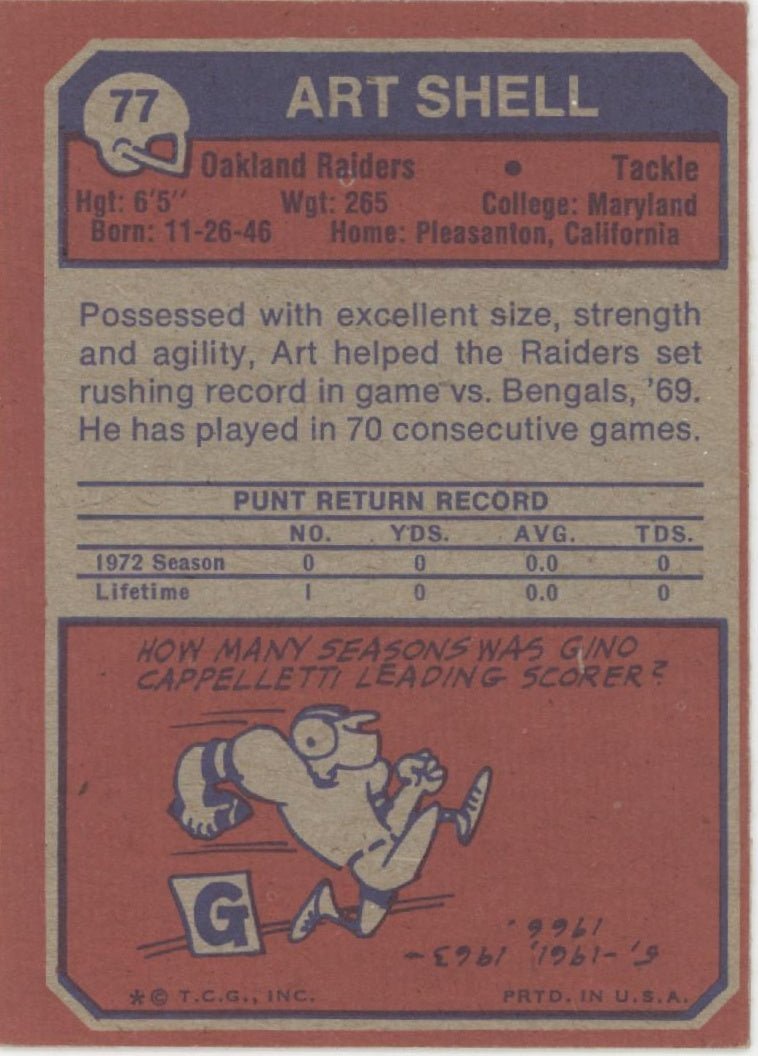 77
ART SHELL
Oakland Raiders • Tackle
Hgt: 6'5" Wgt: 265 College: Maryland
Born: 11-26-46 Home: Pleasanton, California
Possessed with excellent size, strength
and agility, Art helped the Raiders set
rushing record in game vs. Bengals, '69.
He has played in 70 consecutive games.
PUNT RETURN RECORD
NO. YDS. AVG. TDS.
1972 Season 0 0 0.0 0
Lifetime 1 0 0.0 0
HOW MANY SEASONS WAS GINO
CAPPELLETTI LEADING SCORER?
G
5, -1961, 1963-
1966.
* © T.C.G., INC. PRTD. IN U.S.A.